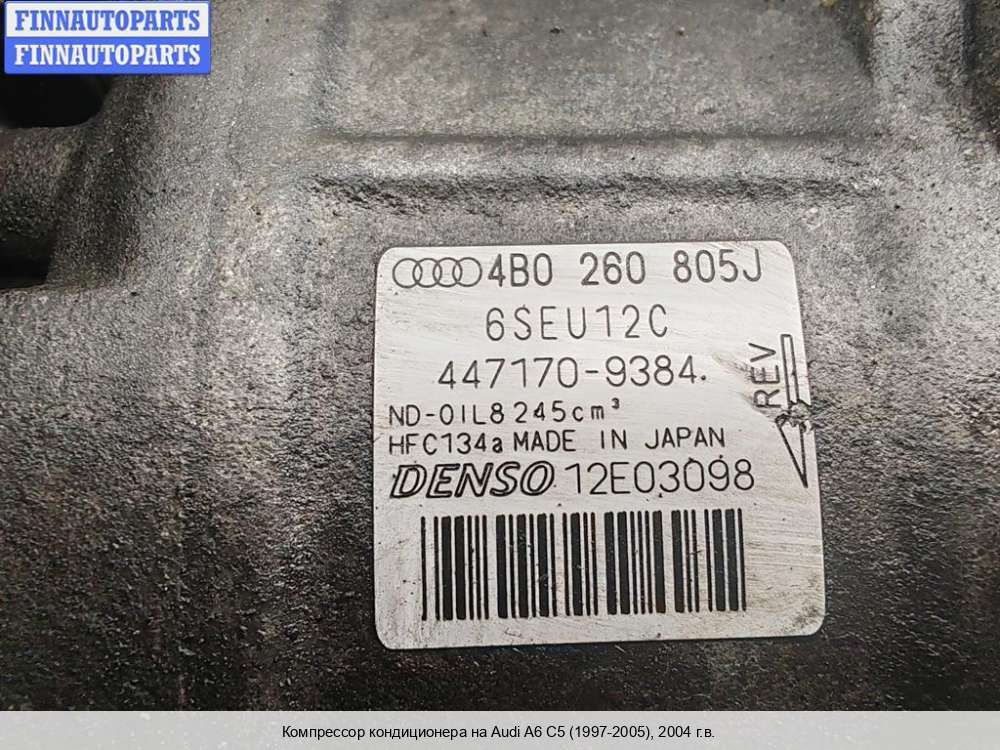 FINNAUTOPARTS
FINNAUTOPARTS
4B0 260 805J
6SEU12C
447170-9384
REV
ND-OIL8 245cm³
HFC134a MADE IN JAPAN
DENSO 12E03098
Компрессор кондиционера на Audi A6 C5 (1997-2005), 2004 г.в.